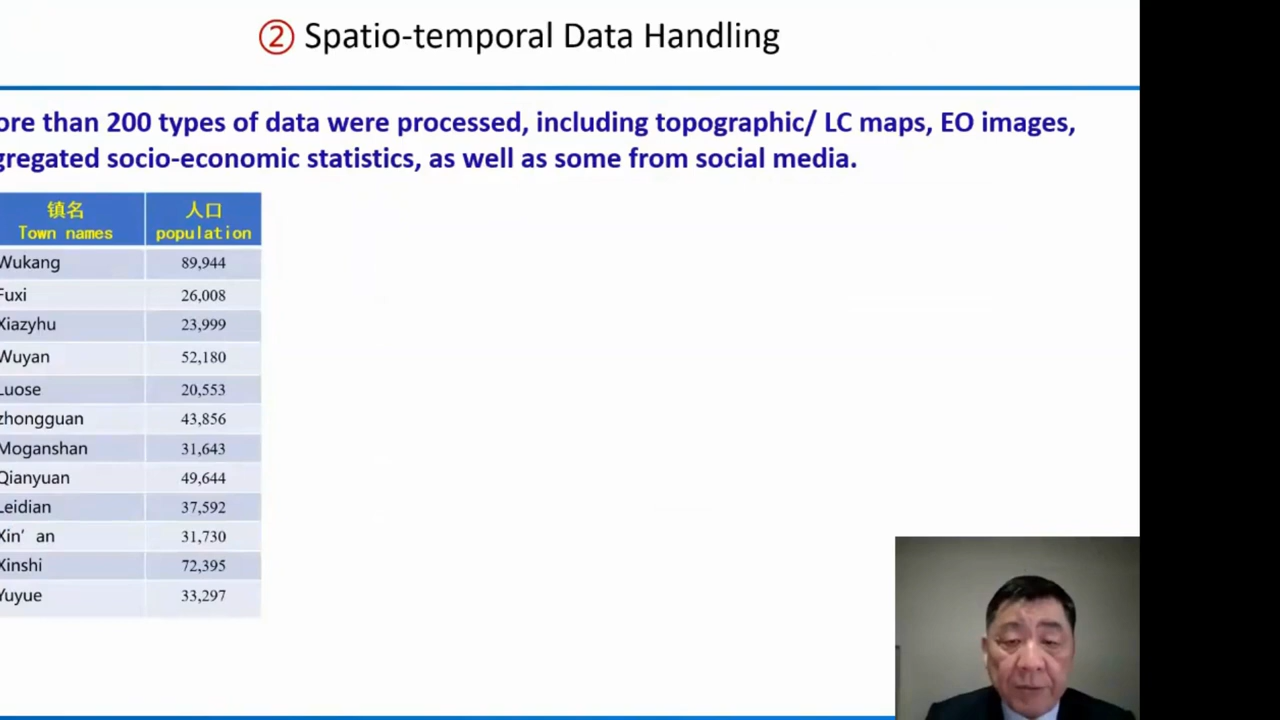 ② Spatio-temporal Data Handling
ore than 200 types of data were processed, including topographic/ LC maps, EO images,
gregated socio-economic statistics, as well as some from social media.
镇名 人口
Town names population
Wukang 89,944
Fuxi 26,008
Xiazyhu 23,999
Wuyan 52,180
Luose 20,553
zhongguan 43,856
Moganshan 31,643
Qianyuan 49,644
Leidian 37,592
Xin’an 31,730
Xinshi 72,395
Yuyue 33,297